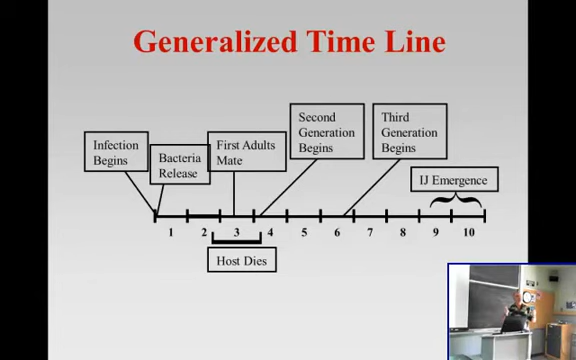 Generalized Time Line
Infection
Begins
Bacteria
Release
First Adults
Mate
Second
Generation
Begins
Third
Generation
Begins
IJ Emergence
1 2 3 4 5 6 7 8 9 10
Host Dies